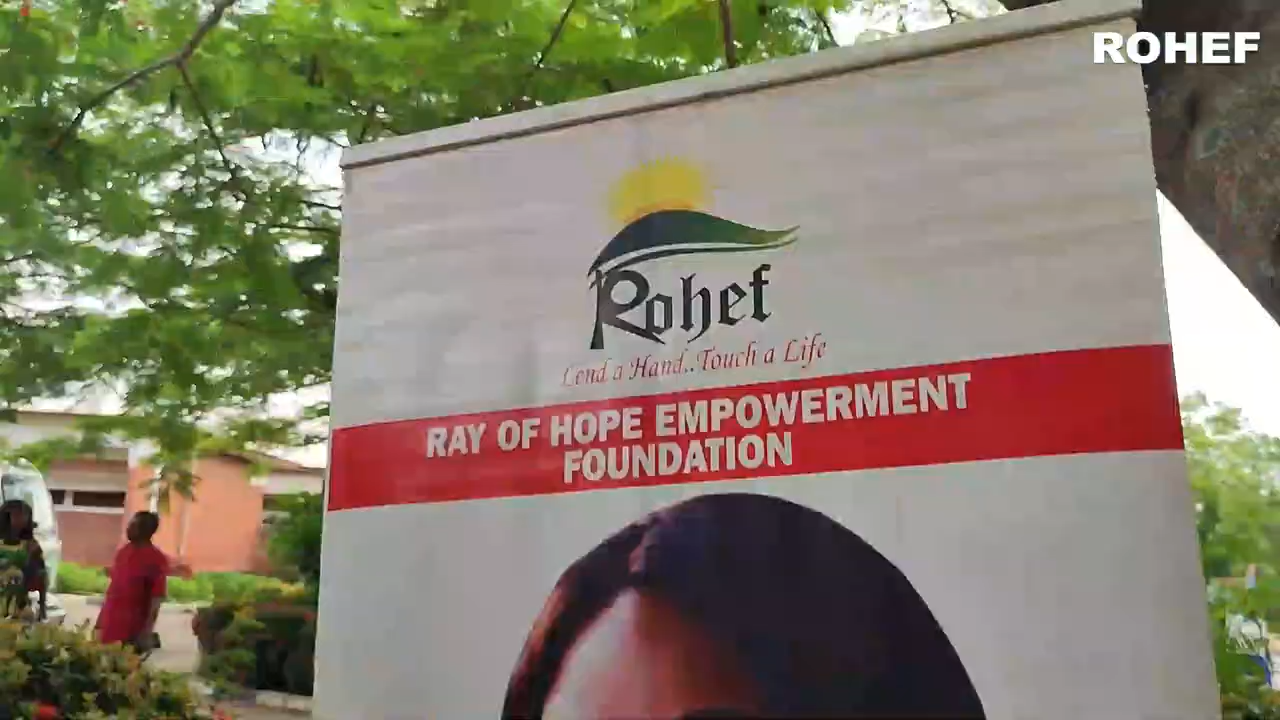 ROHEF
Rohef
Lend a Hand..Touch a Life
RAY OF HOPE EMPOWERMENT
FOUNDATION